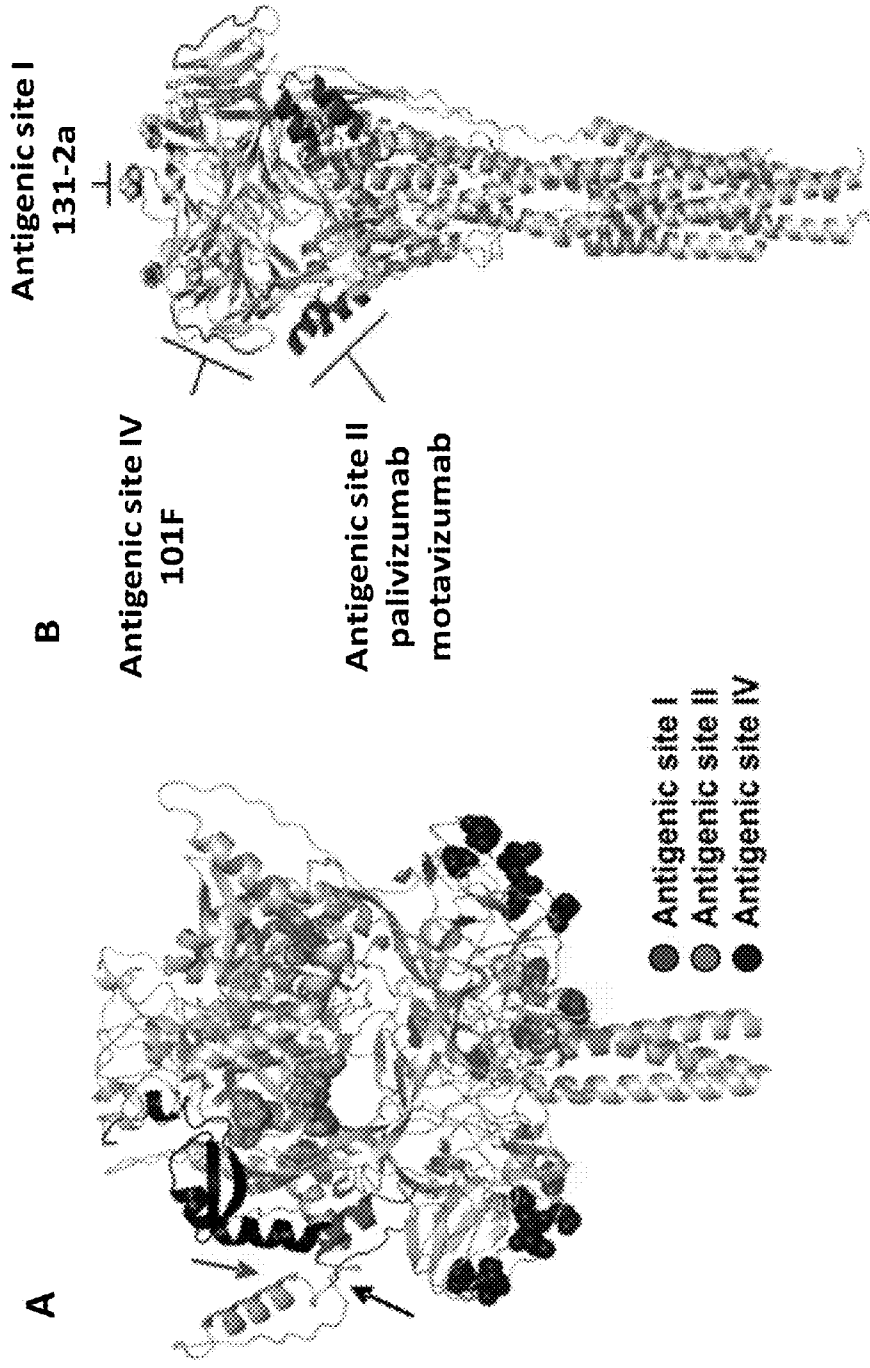 A
Antigenic site I
Antigenic site II
Antigenic site IV
B
Antigenic site I
131-2a
Antigenic site IV
101F
Antigenic site II
palivizumab
motavizumab